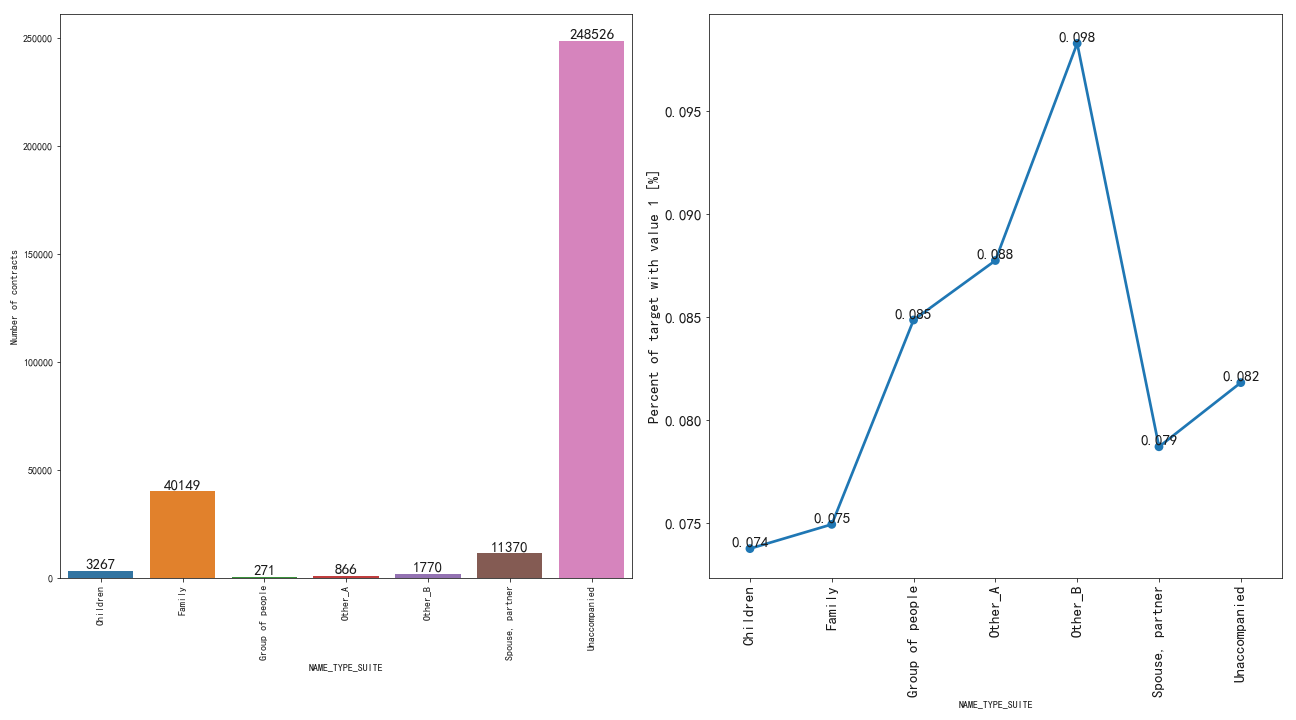 250000
200000
150000
100000
50000
0
Number of contracts
3267
40149
271
866
1770
11370
248526
Children
Family
Group of people
Other_A
Other_B
Spouse, partner
Unaccompanied
NAME_TYPE_SUITE
0.095
0.090
0.085
0.080
0.075
Percent of target with value 1 [%]
0.074
0.075
0.085
0.088
0.098
0.079
0.082
Children
Family
Group of people
Other_A
Other_B
Spouse, partner
Unaccompanied
NAME_TYPE_SUITE